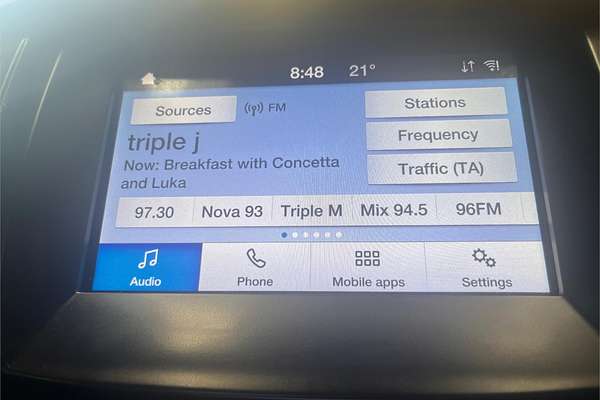 8:48 21°
Sources FM Stations
triple j Frequency
Now: Breakfast with Concetta
and Luka Traffic (TA)
97.30 Nova 93 Triple M Mix 94.5 96FM
Audio Phone Mobile apps Settings